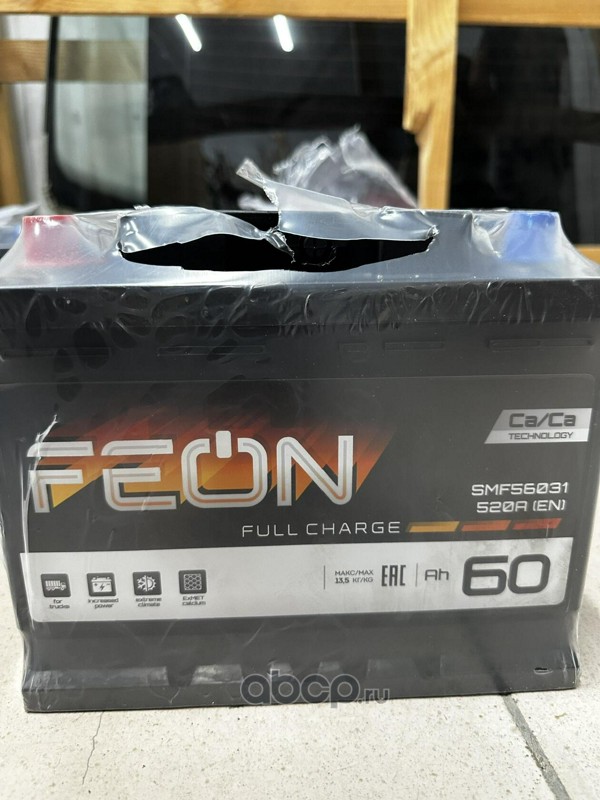 Ca/Ca
TECHNOLOGY
FEON
SMF56031
520A (EN)
FULL CHARGE
for trucks
increased power
extreme climate
ExMET calcium
МАКС/MAX
13,5 КГ/KG
EAC
Ah 60
abcp.ru